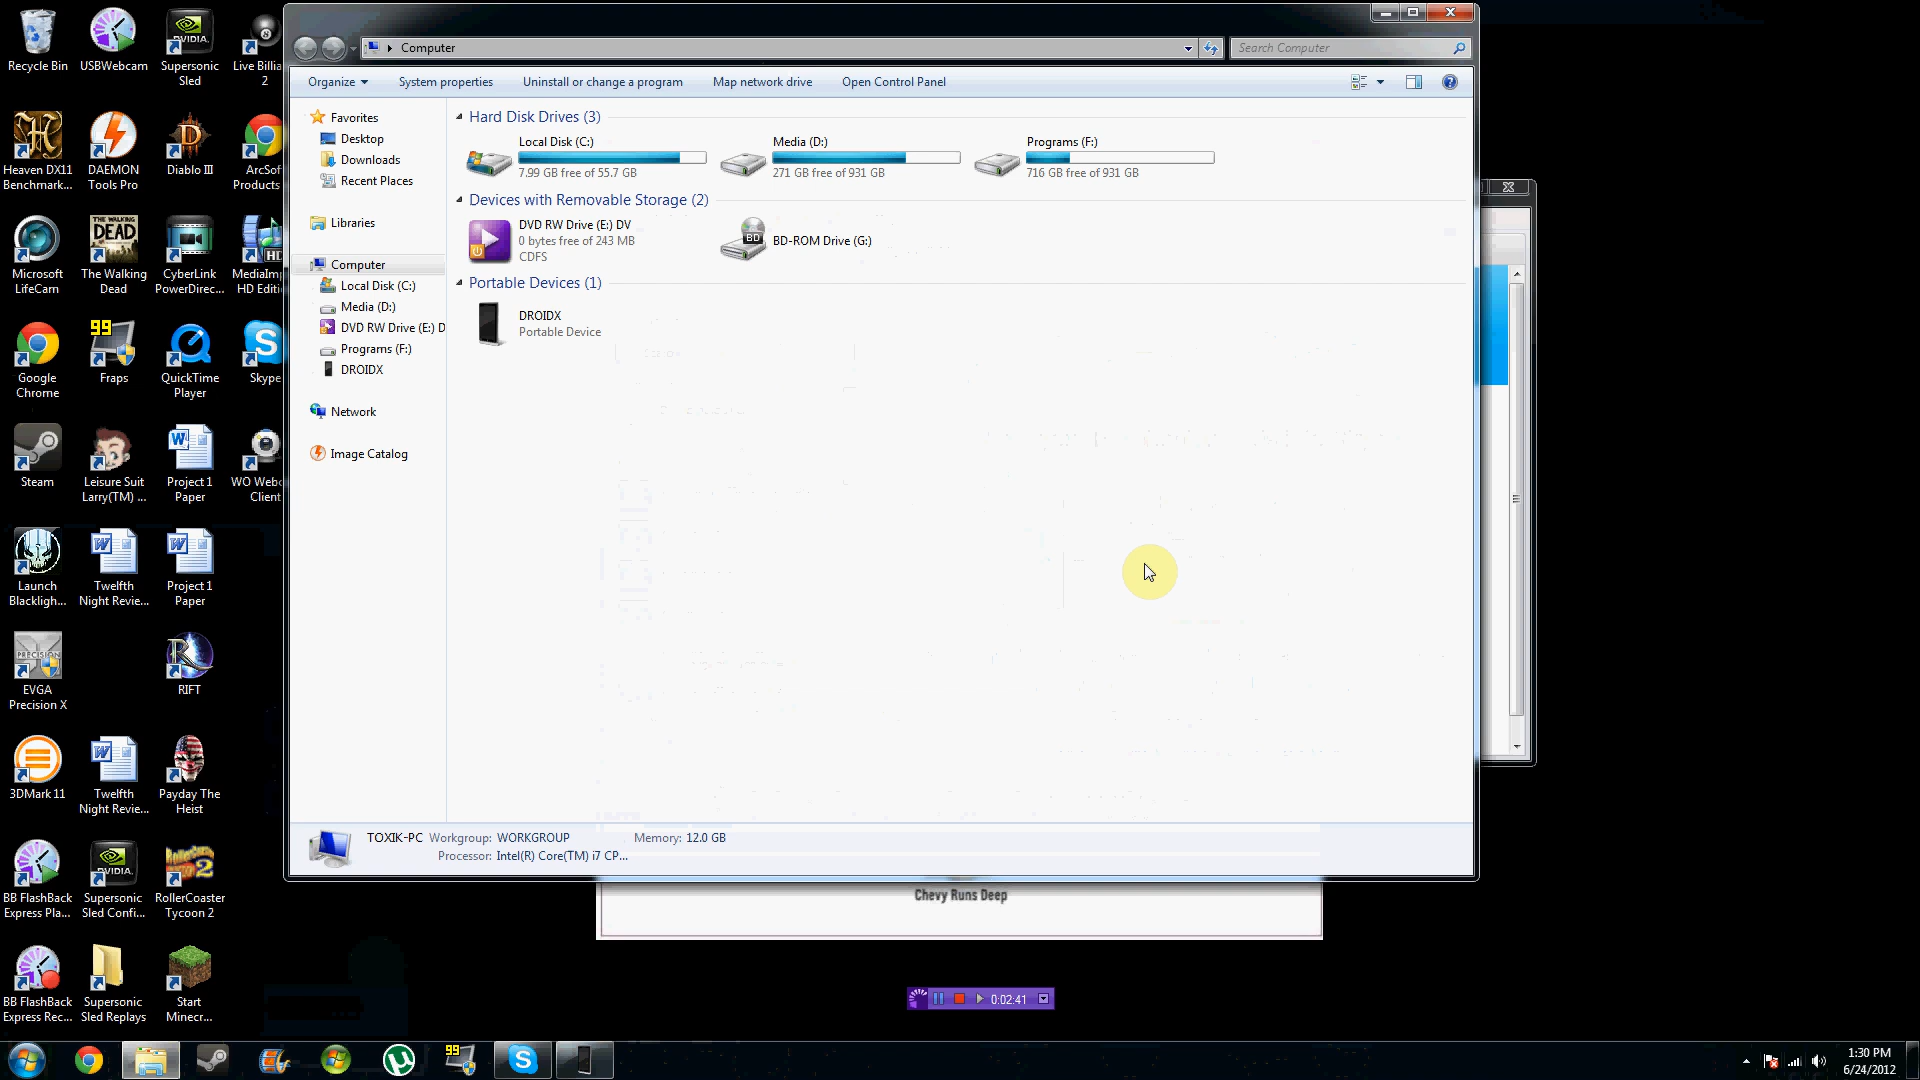 Recycle Bin
USBWebcam
Supersonic
Sled
Live Billia
2
Heaven DX11
Benchmark...
DAEMON
Tools Pro
Diablo III
ArcSof
Products
Microsoft
LifeCam
The Walking
Dead
CyberLink
PowerDirec...
MediaImp
HD Editi
Google
Chrome
Fraps
QuickTime
Player
Skype
Steam
Leisure Suit
Larry(TM) ...
Project 1
Paper
WO Webc
Client
Launch
Blackligh...
Twelfth
Night Revie...
Project 1
Paper
EVGA
Precision X
RIFT
3DMark 11
Twelfth
Night Revie...
Payday The
Heist
BB FlashBack
Express Pla...
Supersonic
Sled Confi...
RollerCoaster
Tycoon 2
BB FlashBack
Express Rec...
Supersonic
Sled Replays
Start
Minecr...
Computer
Search Computer
Organize
System properties
Uninstall or change a program
Map network drive
Open Control Panel
Favorites
Desktop
Downloads
Recent Places
Libraries
Computer
Local Disk (C:)
Media (D:)
DVD RW Drive (E:) D
Programs (F:)
DROIDX
Network
Image Catalog
Hard Disk Drives (3)
Local Disk (C:)
7.99 GB free of 55.7 GB
Media (D:)
271 GB free of 931 GB
Programs (F:)
716 GB free of 931 GB
Devices with Removable Storage (2)
DVD RW Drive (E:) DV
0 bytes free of 243 MB
CDFS
BD
BD-ROM Drive (G:)
Portable Devices (1)
DROIDX
Portable Device
TOXIK-PC Workgroup: WORKGROUP Memory: 12.0 GB
Processor: Intel(R) Core(TM) i7 CP...
Chevy Runs Deep
0:02:41
99
1:30 PM
6/24/2012